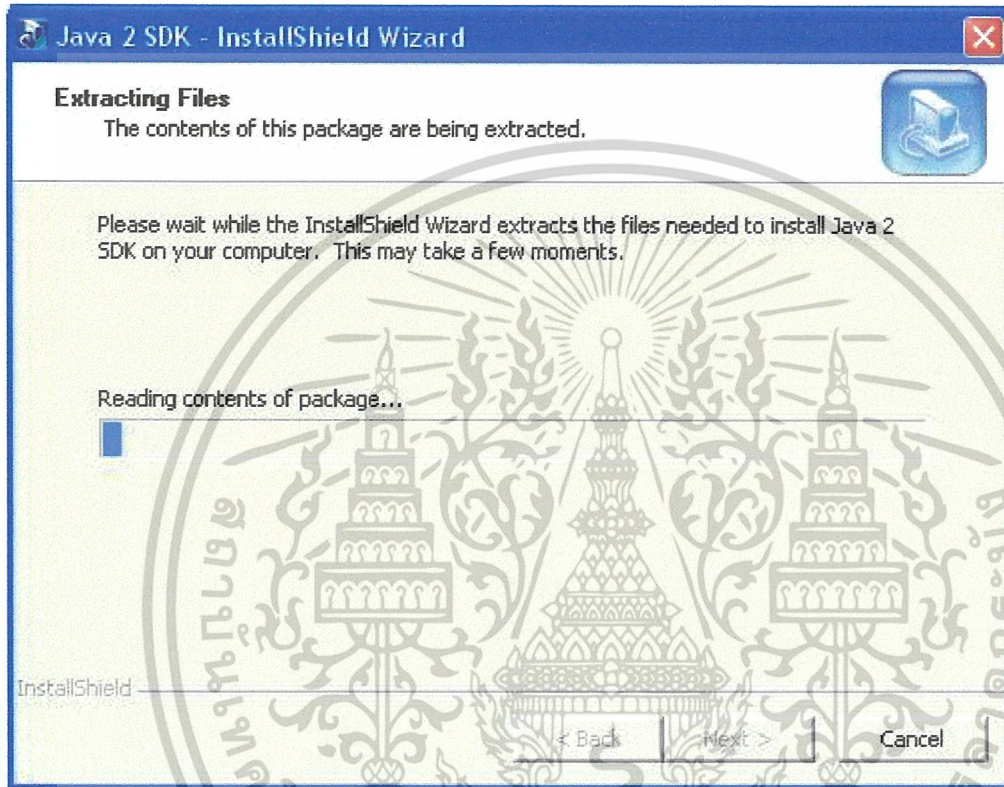 Java 2 SDK - InstallShield Wizard
Extracting Files
The contents of this package are being extracted.
Please wait while the InstallShield Wizard extracts the files needed to install Java 2
SDK on your computer. This may take a few moments.
Reading contents of package...
InstallShield
< Back
Next >
Cancel